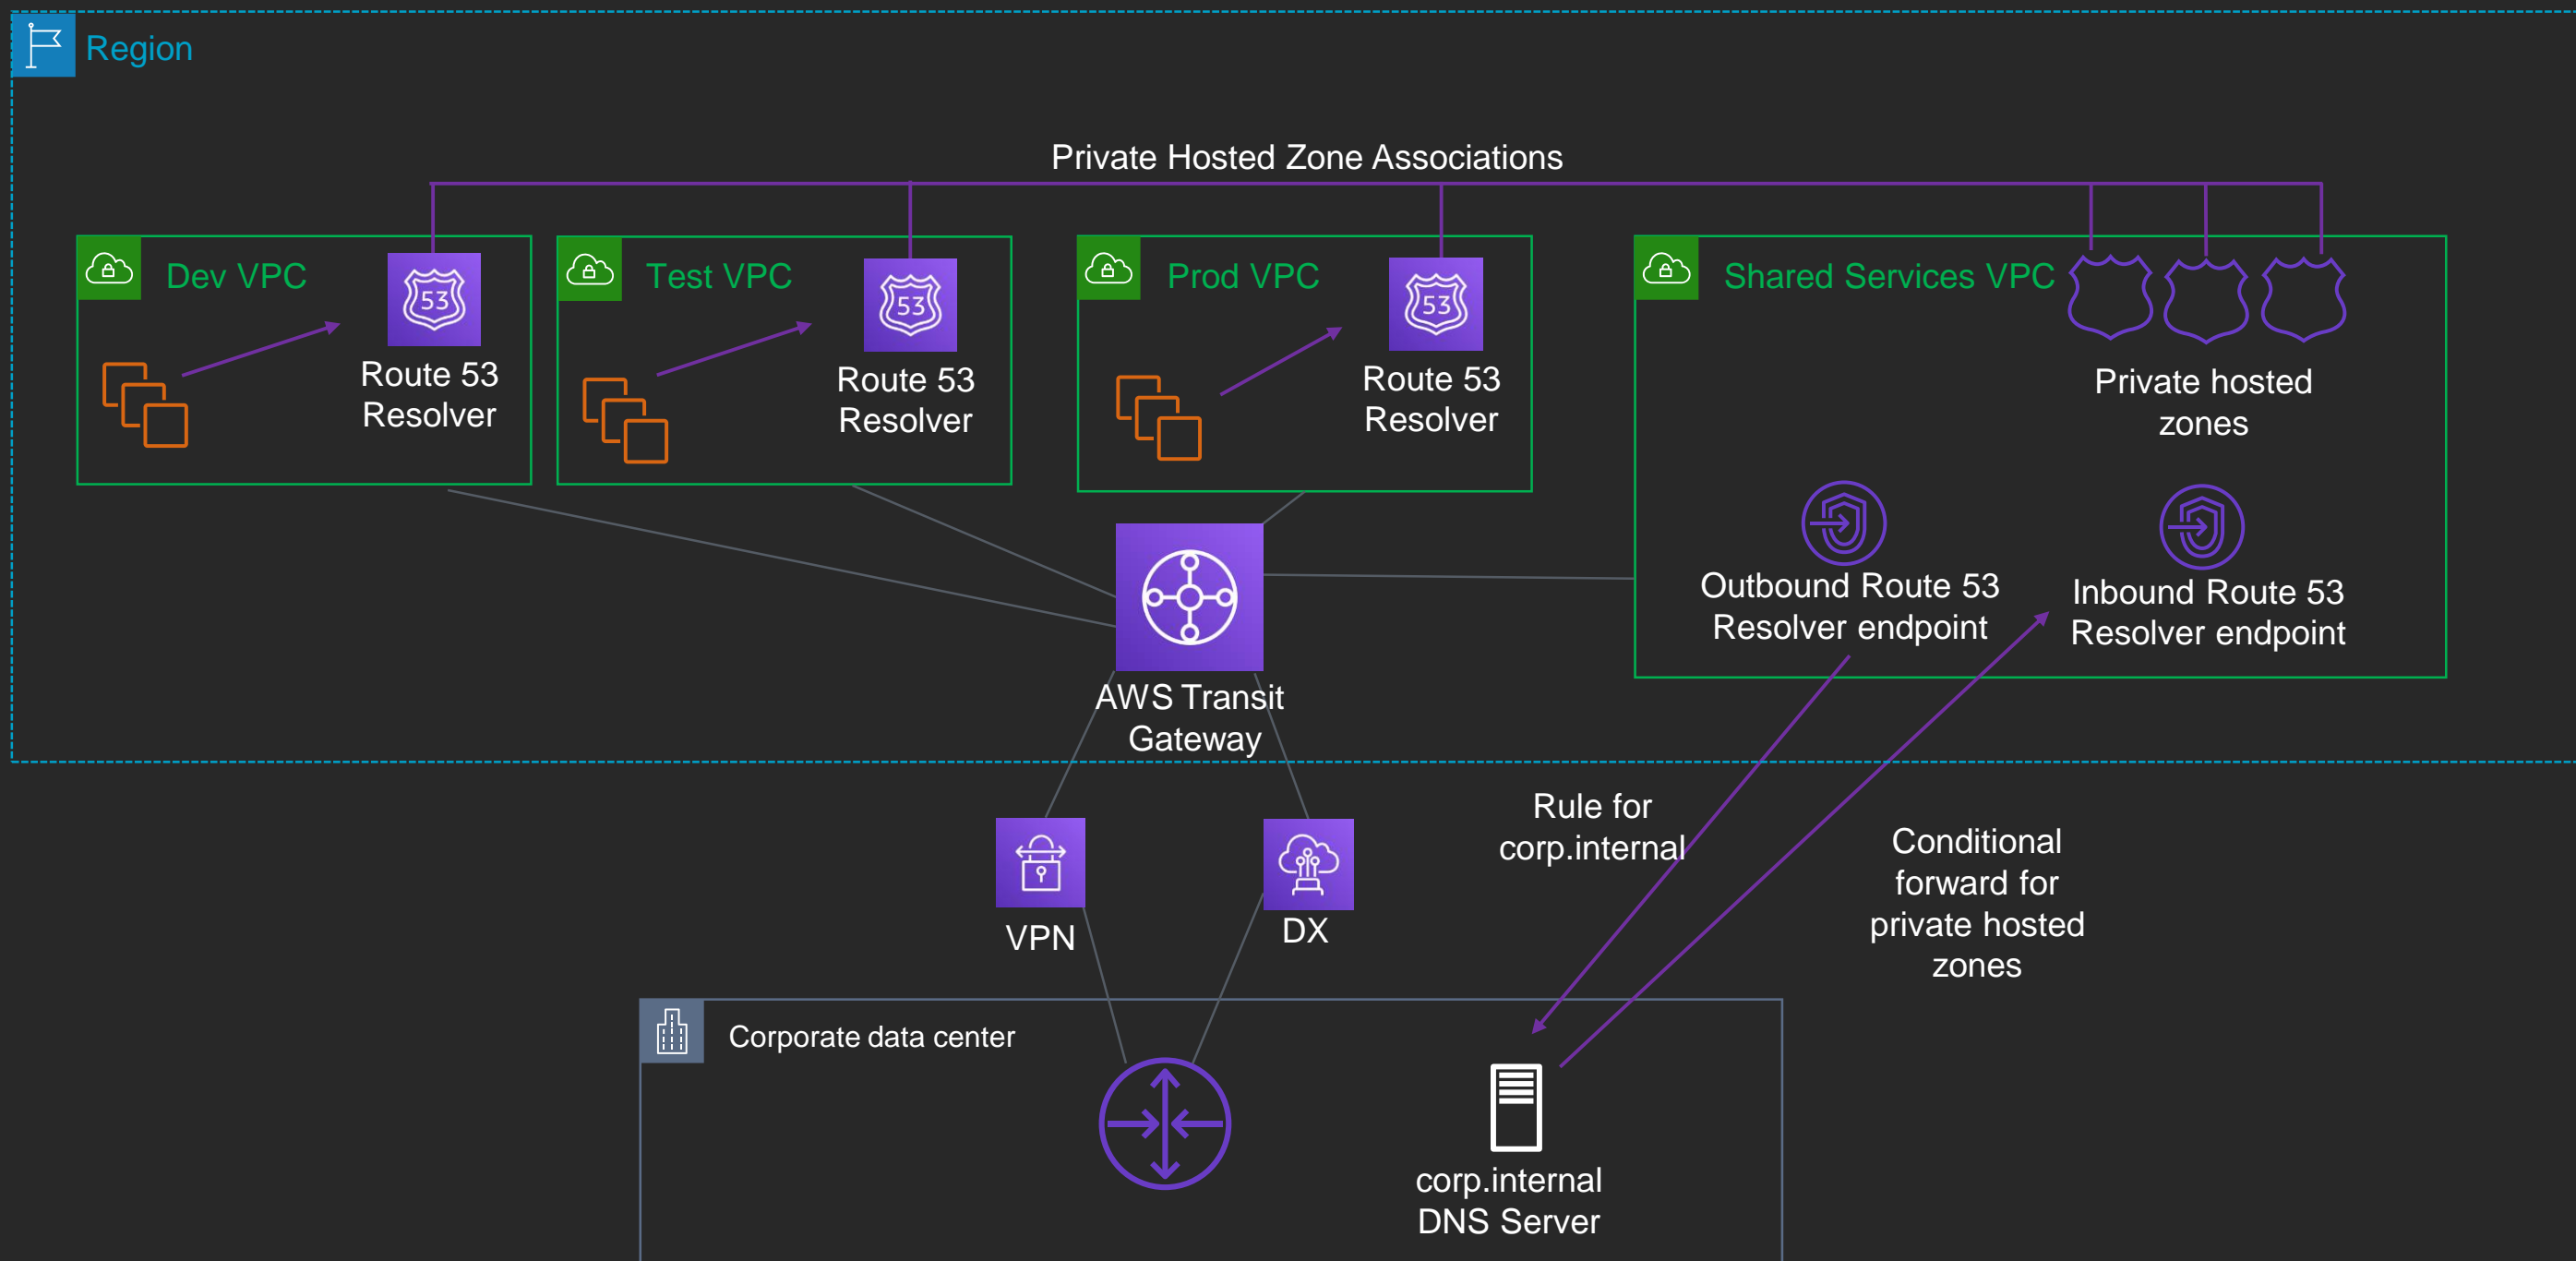 Region
Private Hosted Zone Associations
Dev VPC
53
Route 53
Resolver
Test VPC
53
Route 53
Resolver
Prod VPC
53
Route 53
Resolver
Shared Services VPC
Private hosted
zones
Outbound Route 53
Resolver endpoint
Inbound Route 53
Resolver endpoint
AWS Transit
Gateway
VPN
DX
Rule for
corp.internal
Conditional
forward for
private hosted
zones
Corporate data center
corp.internal
DNS Server